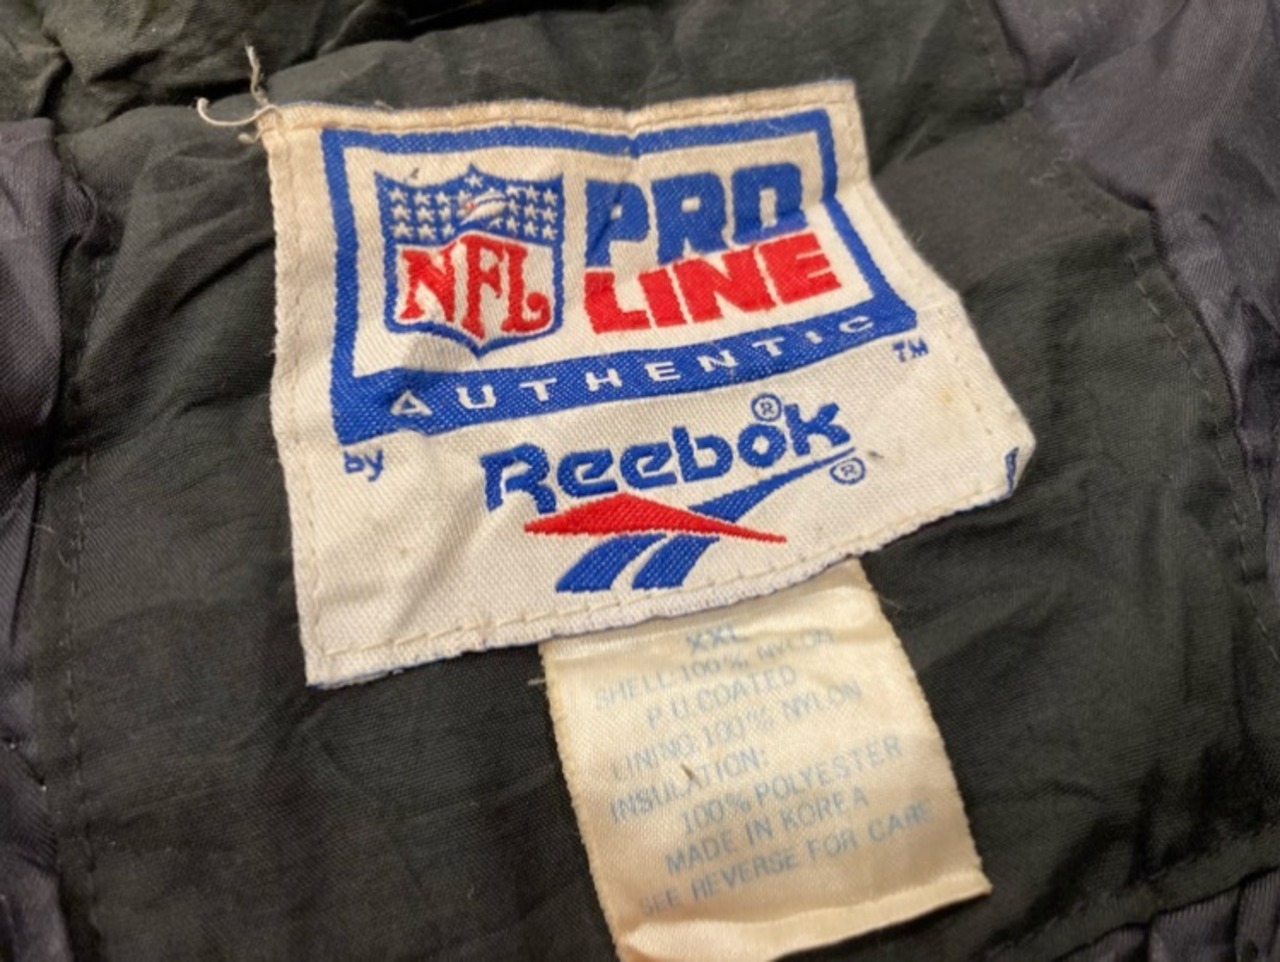 NFL
PRO
LINE
AUTHENTIC
TM
by
Reebok®
®
XXL
SHELL:100% NYLON
P.U.COATED
LINING:100% NYLON
INSULATION:
100% POLYESTER
MADE IN KOREA
SEE REVERSE FOR CARE